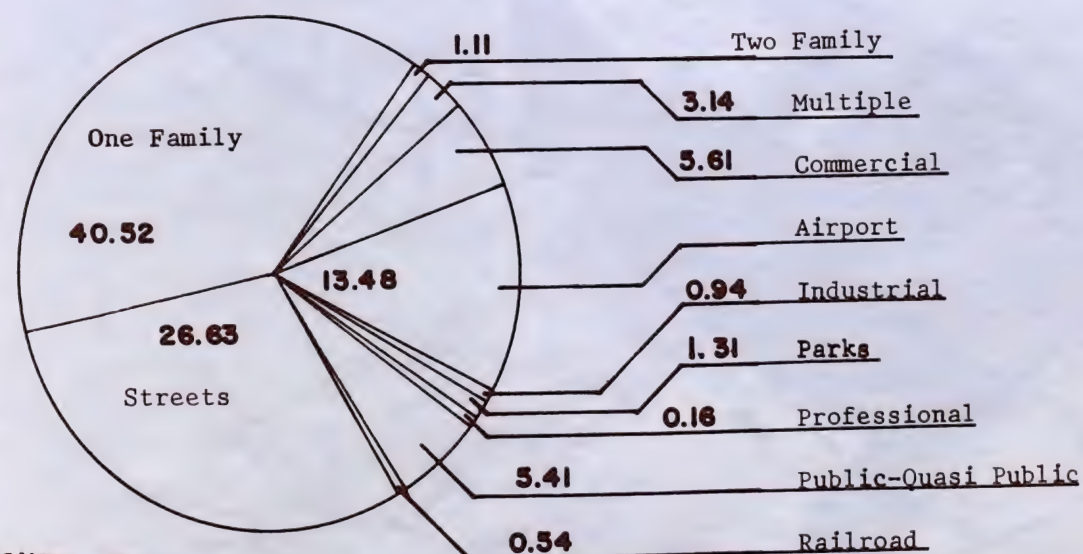 1.11 Two Family
3.14 Multiple
One Family
5.61 Commercial
40.52
Airport
13.48
0.94 Industrial
26.63
1.31 Parks
Streets
0.16 Professional
5.41 Public-Quasi Public
0.54 Railroad